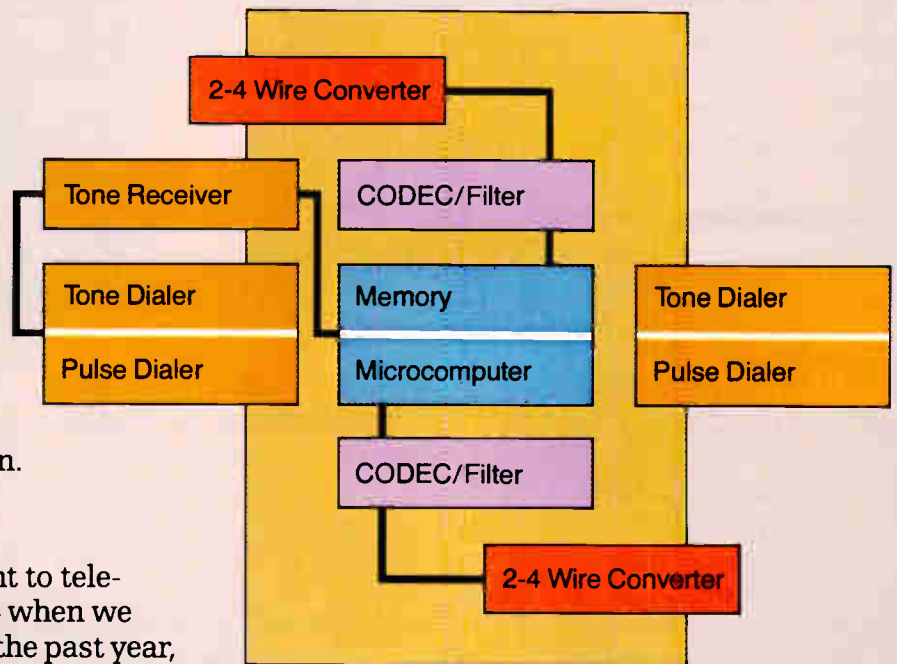 2-4 Wire Converter
Tone Receiver
CODEC/Filter
Tone Dialer
Pulse Dialer
Memory
Microcomputer
Tone Dialer
Pulse Dialer
CODEC/Filter
2-4 Wire Converter
n.
nt to tele-
when we
the past year,